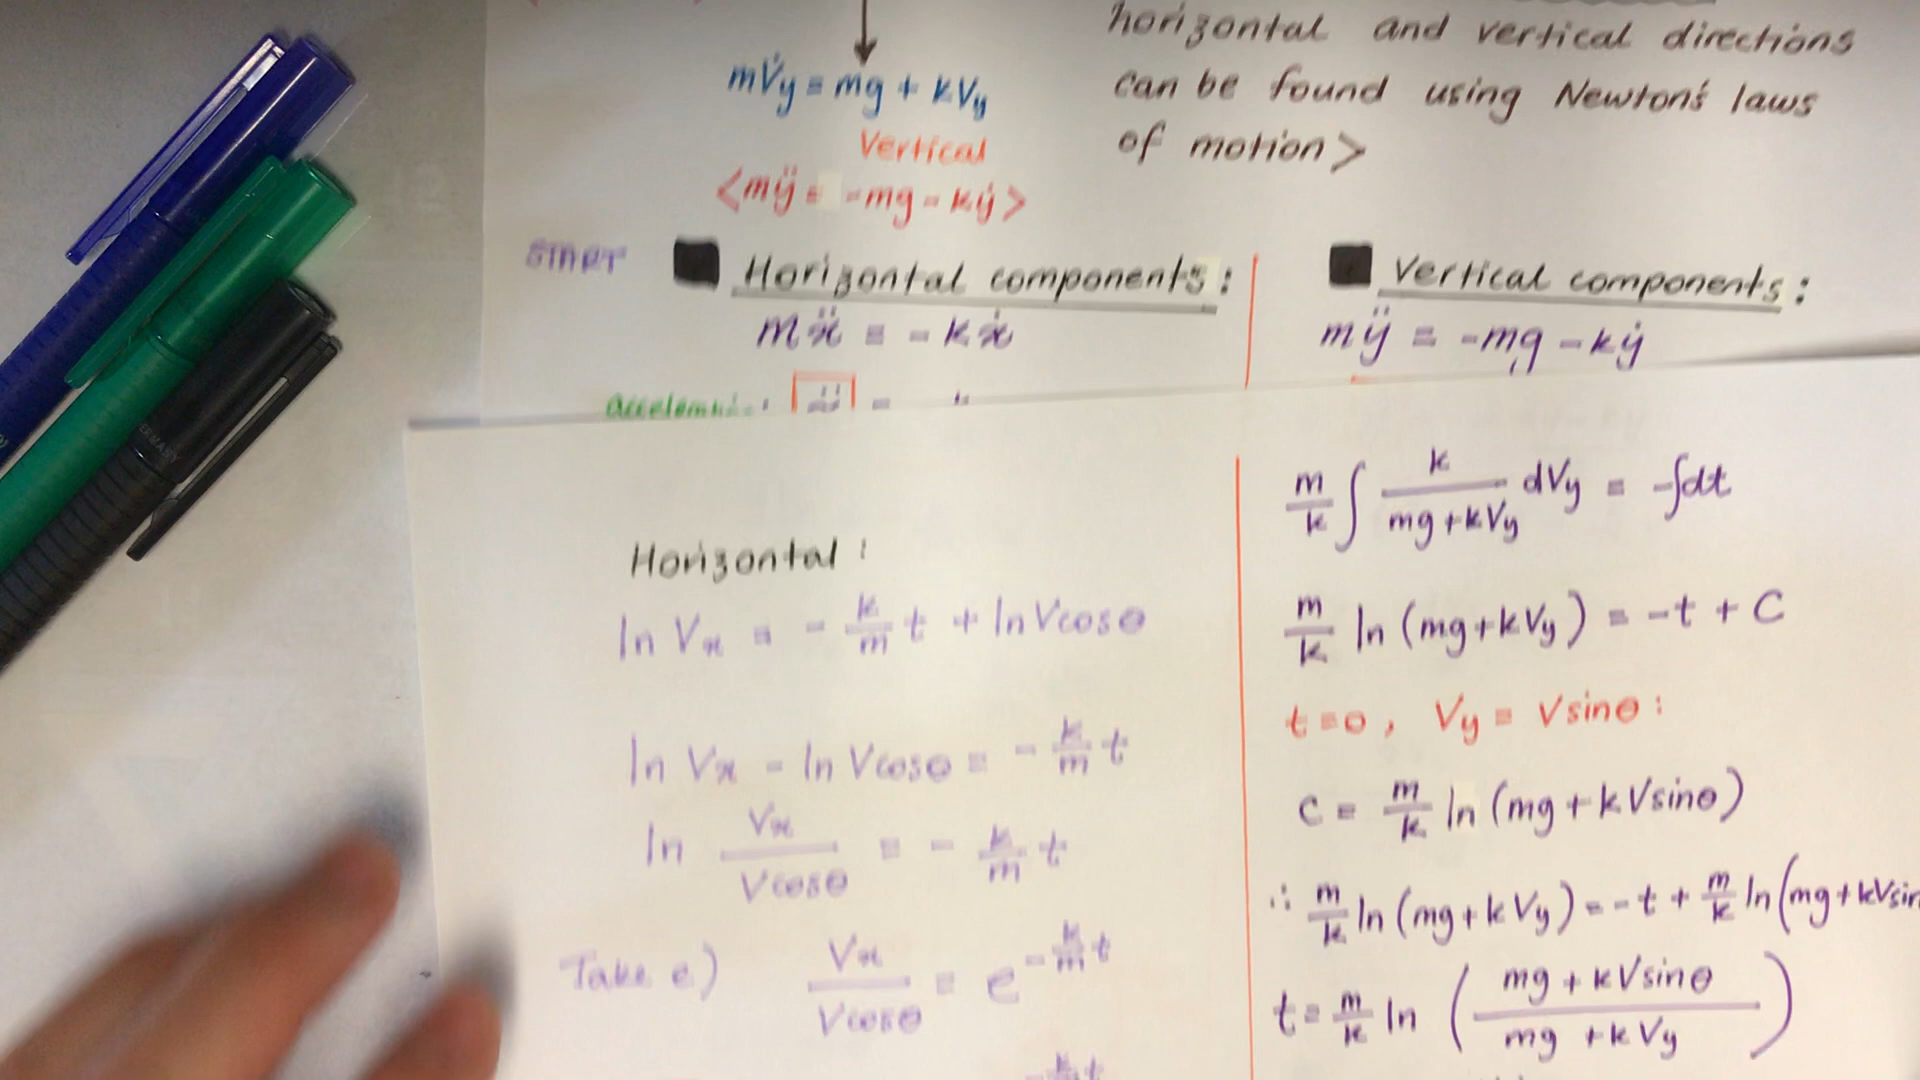 mV̇y = mg + kVy
Vertical
<mÿ = -mg - kẏ>
horizontal and vertical directions
can be found using Newton's laws
of motion>
START
Horizontal components:
mẍ = - kẋ
Vertical components:
mÿ = -mg - kẏ
Horizontal:
ln Vx = - k/m t + ln Vcosθ
ln Vx - ln Vcosθ = - k/m t
ln Vx/Vcosθ = - k/m t
Take e) Vx/Vcosθ = e^(-k/m t)
m/k ∫ k/(mg+kVy) dVy = -∫dt
m/k ln (mg+kVy) = -t + C
t=0, Vy = Vsinθ:
C = m/k ln (mg+kVsinθ)
∴ m/k ln (mg+kVy) = -t + m/k ln (mg+kVsin
t = m/k ln ( (mg + kVsinθ)/(mg + kVy) )